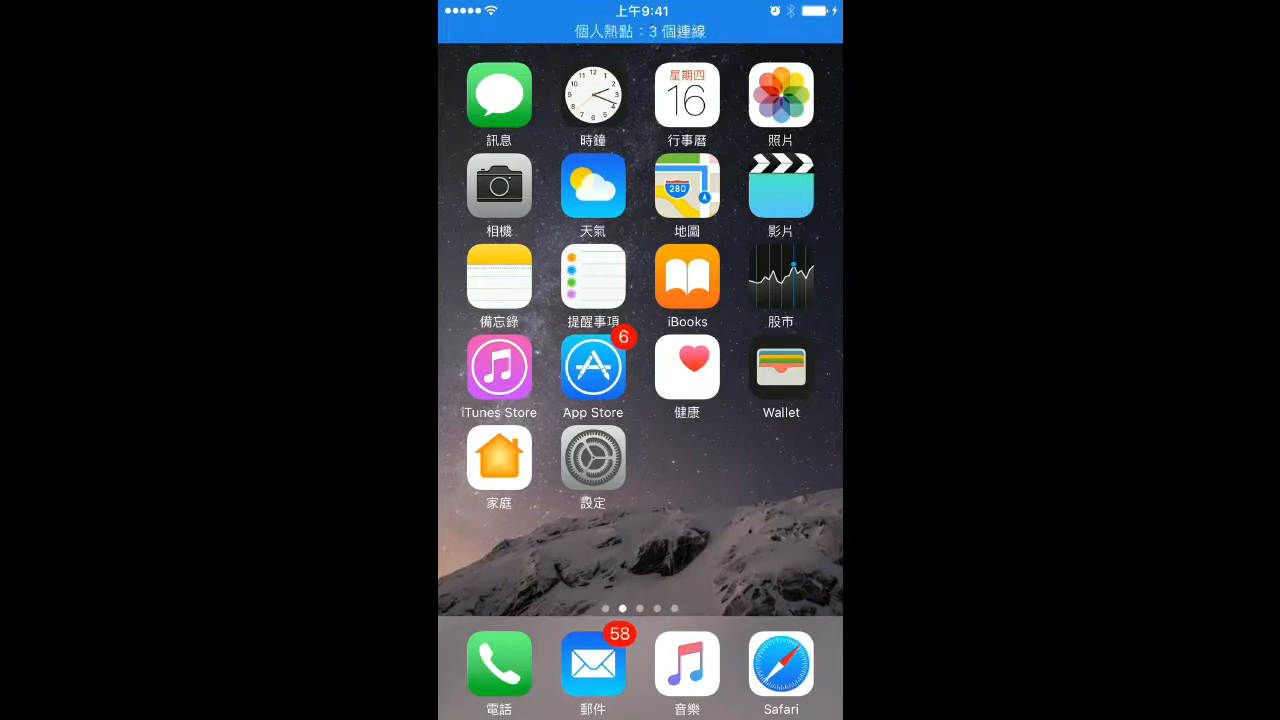 上午9:41
個人熱點：3 個連線
星期四
16
訊息
時鐘
行事曆
照片
280
相機
天氣
地圖
影片
備忘錄
提醒事項
iBooks
股市
6
iTunes Store
App Store
健康
Wallet
家庭
設定
58
電話
郵件
音樂
Safari